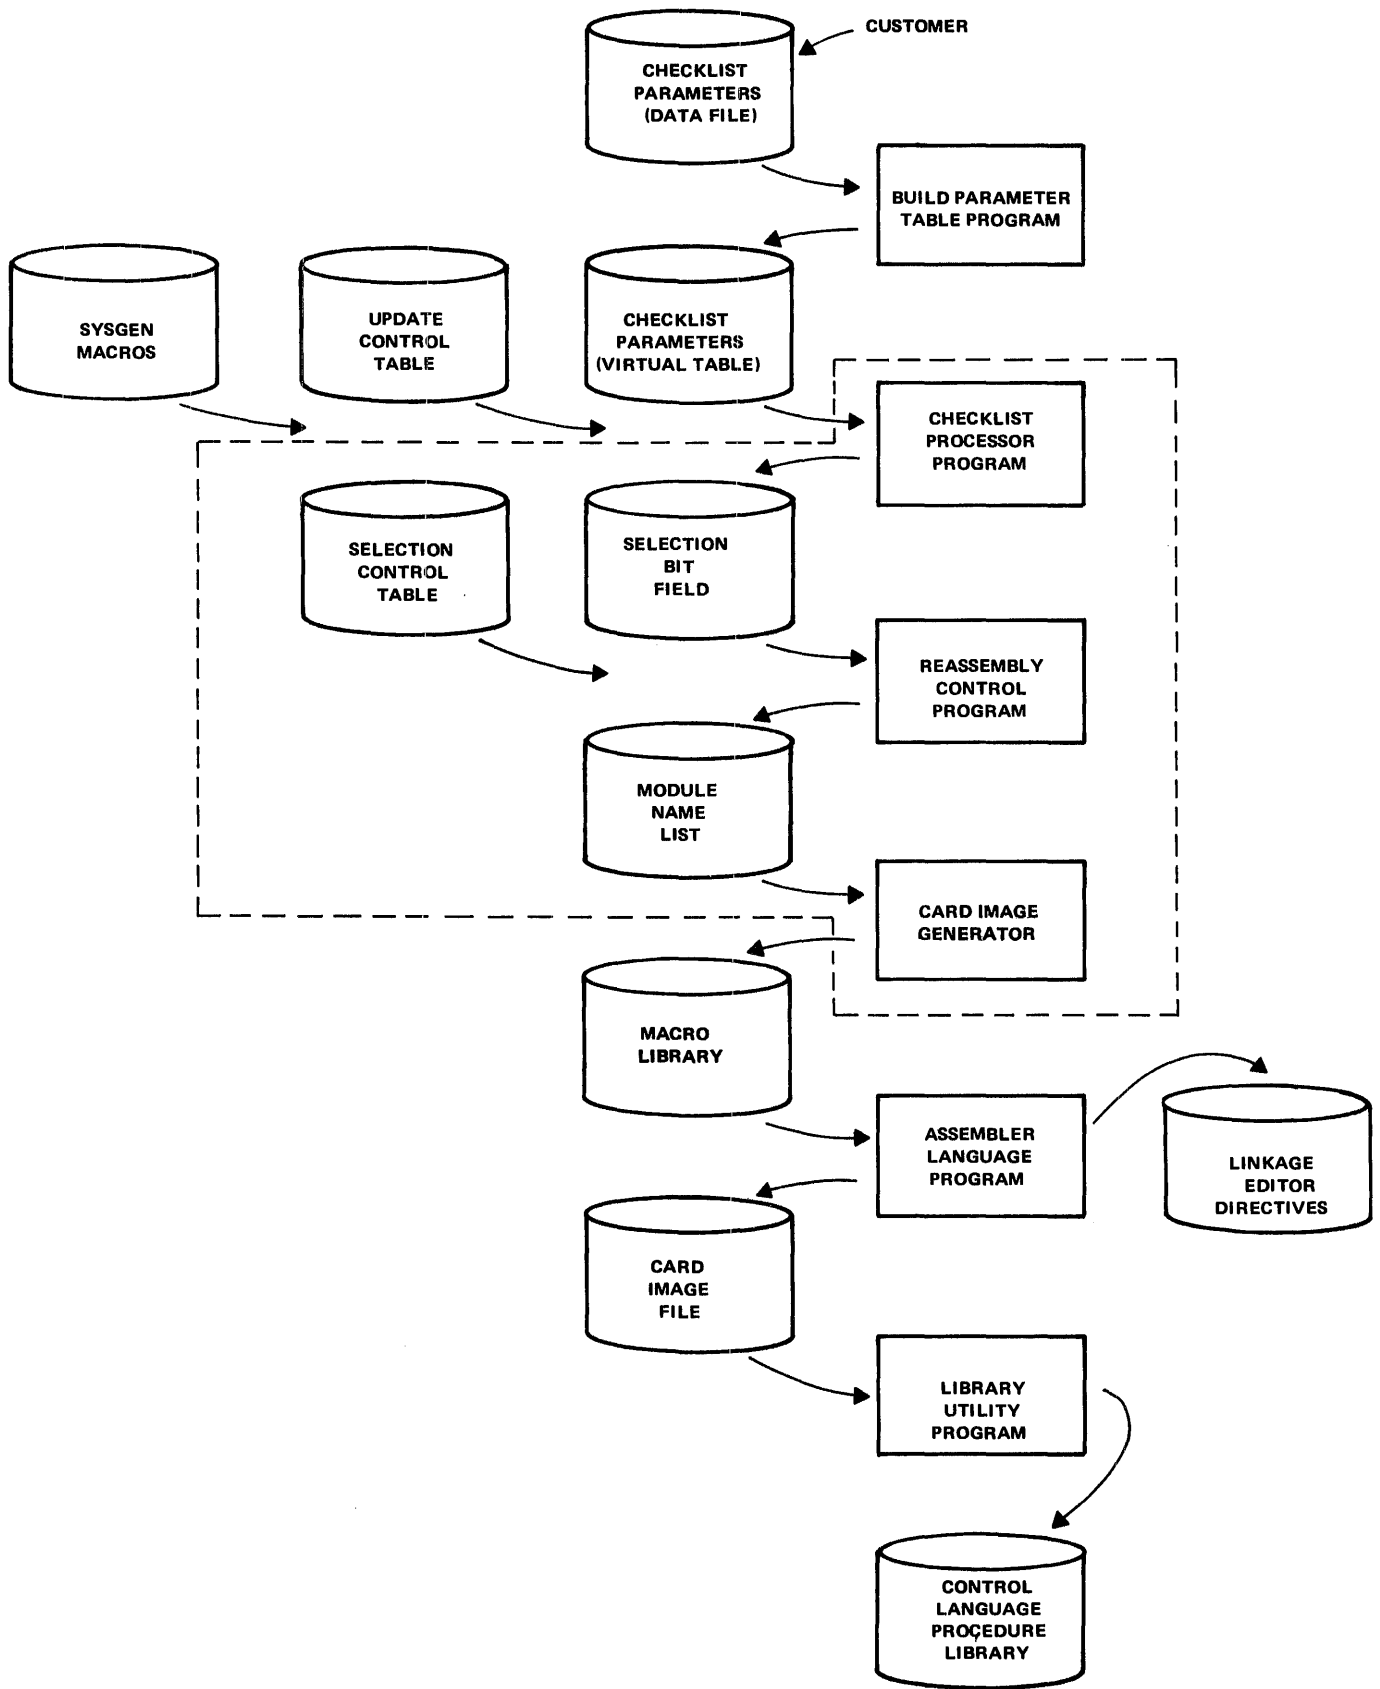 CUSTOMER
CHECKLIST
PARAMETERS
(DATA FILE)
BUILD PARAMETER
TABLE PROGRAM
SYSGEN
MACROS
UPDATE
CONTROL
TABLE
CHECKLIST
PARAMETERS
(VIRTUAL TABLE)
CHECKLIST
PROCESSOR
PROGRAM
SELECTION
CONTROL
TABLE
SELECTION
BIT
FIELD
REASSEMBLY
CONTROL
PROGRAM
MODULE
NAME
LIST
CARD IMAGE
GENERATOR
MACRO
LIBRARY
ASSEMBLER
LANGUAGE
PROGRAM
LINKAGE
EDITOR
DIRECTIVES
CARD
IMAGE
FILE
LIBRARY
UTILITY
PROGRAM
CONTROL
LANGUAGE
PROCEDURE
LIBRARY